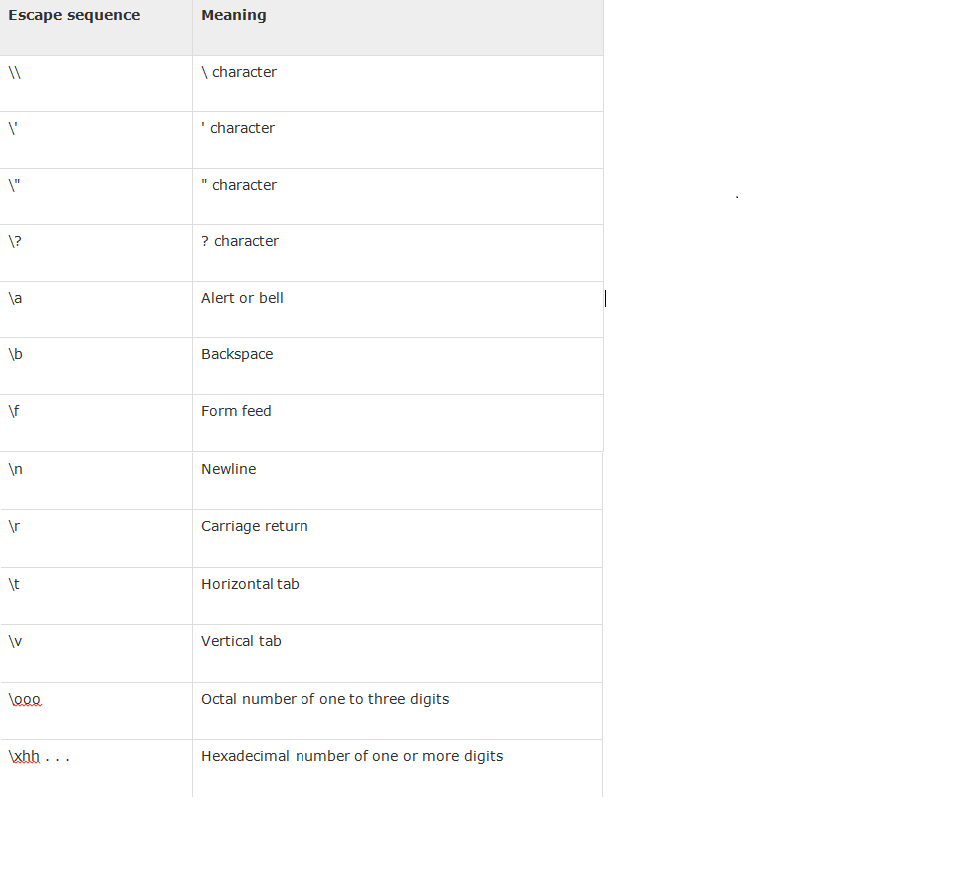 Escape sequence Meaning
\\ \ character
\' ' character
\" " character
\? ? character
\a Alert or bell
\b Backspace
\f Form feed
\n Newline
\r Carriage return
\t Horizontal tab
\v Vertical tab
\ooo Octal number of one to three digits
\xhh . . . Hexadecimal number of one or more digits